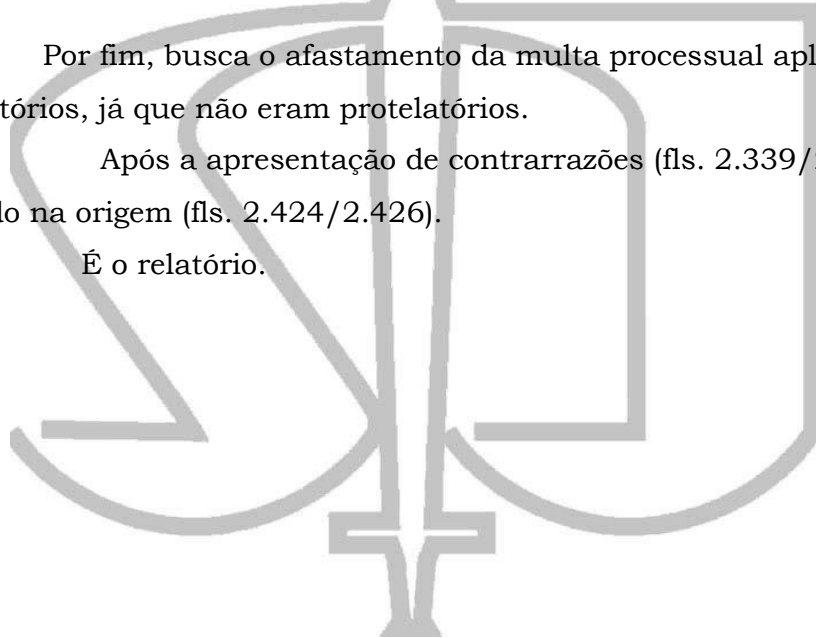 Por fim, busca o afastamento da multa processual apl
tórios, já que não eram protelatórios.
Após a apresentação de contrarrazões (fls. 2.339/
do na origem (fls. 2.424/2.426).
É o relatório.